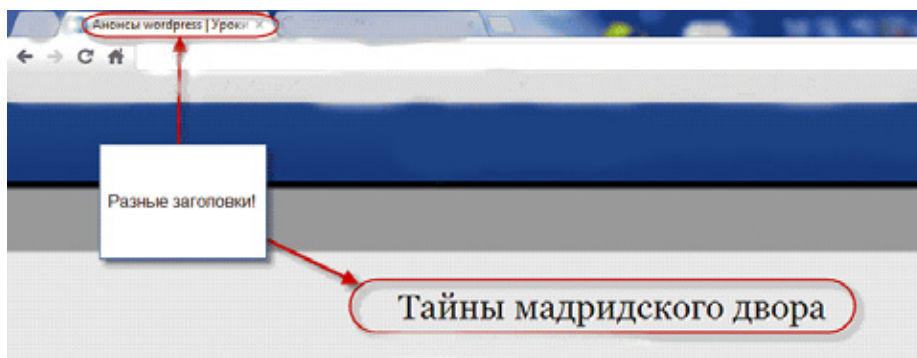 Анонсы wordpress | Уроки
Разные заголовки!
Тайны мадридского двора